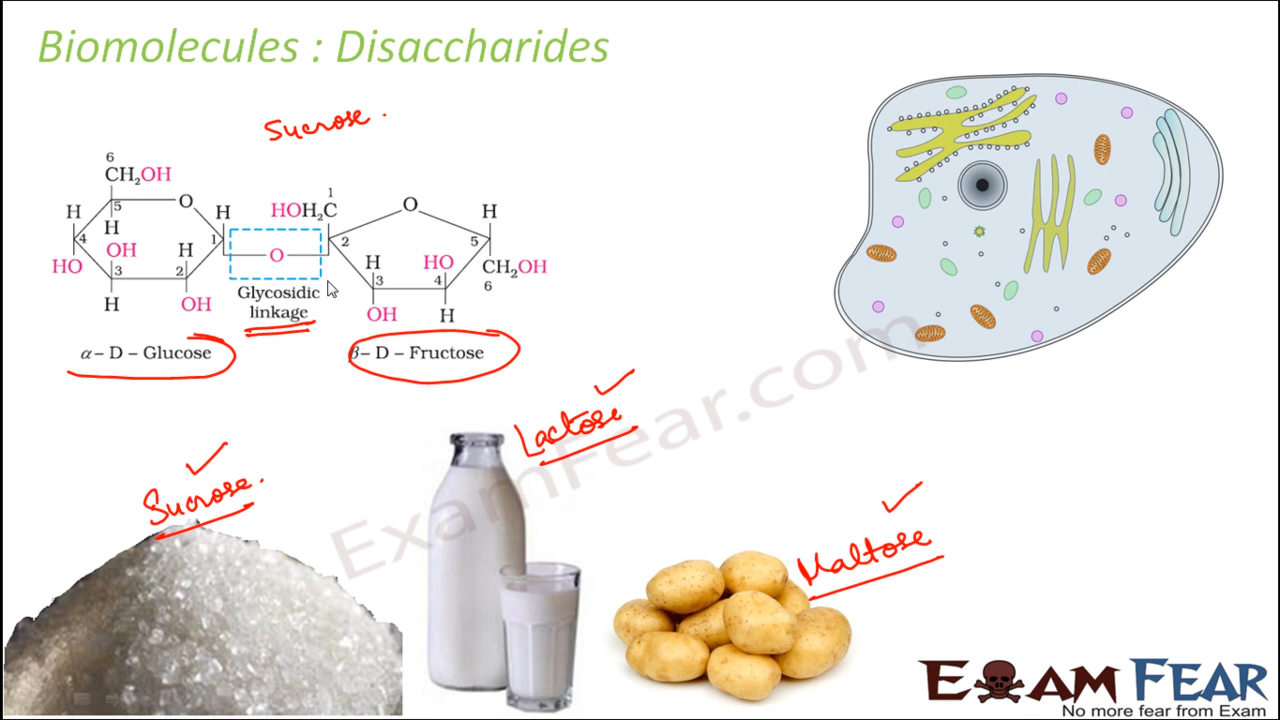 Biomolecules : Disaccharides
Sucrose.
6
CH₂OH
5
O
H
H
1
HOH₂C
O
H
H
4
OH
H
1
O
2
H
HO
5
HO
3
2
3
4
CH₂OH
6
H
OH
Glycosidic
linkage
OH
H
α– D – Glucose
β– D – Fructose
Lactose
Sucrose.
Maltose
ExamFear.com
EXAM FEAR
No more fear from Exam